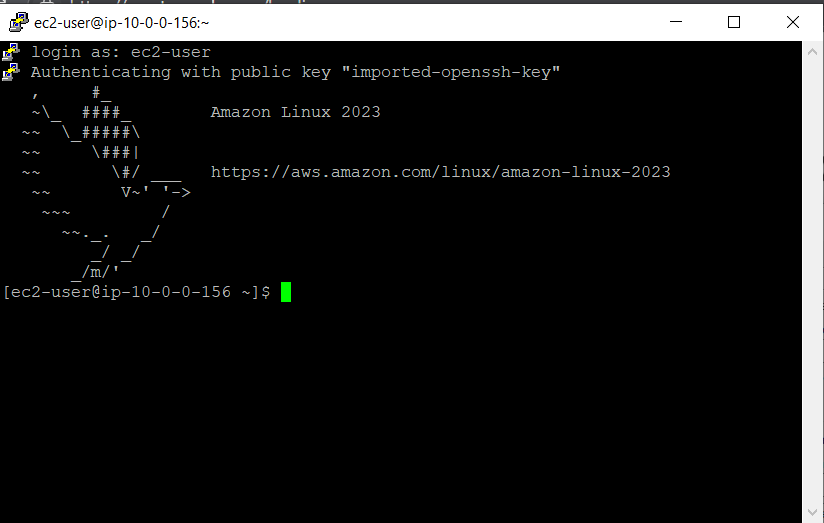 ec2-user@ip-10-0-0-156:~
login as: ec2-user
Authenticating with public key "imported-openssh-key"
   ,     #_
   ~\_  ####_        Amazon Linux 2023
  ~~  \_#####\
  ~~     \###|
  ~~       \#/ ___   https://aws.amazon.com/linux/amazon-linux-2023
   ~~       V~' '->
    ~~~         /
      ~~._.   _/
         _/ _/
       _/m/'
[ec2-user@ip-10-0-0-156 ~]$